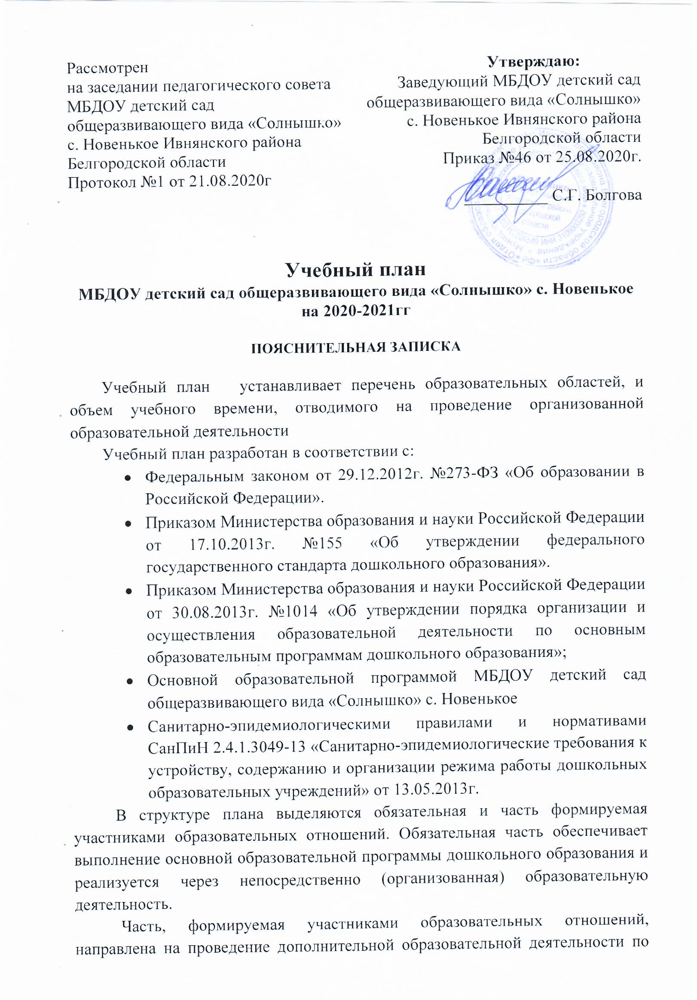 Рассмотрен
на заседании педагогического совета
МБДОУ детский сад
общеразвивающего вида «Солнышко»
с. Новенькое Ивнянского района
Белгородской области
Протокол №1 от 21.08.2020г
Утверждаю:
Заведующий МБДОУ детский сад
общеразвивающего вида «Солнышко»
с. Новенькое Ивнянского района
Белгородской области
Приказ №46 от 25.08.2020г.
С.Г. Болгова
Учебный план
МБДОУ детский сад общеразвивающего вида «Солнышко» с. Новенькое
на 2020-2021гг
ПОЯСНИТЕЛЬНАЯ ЗАПИСКА
Учебный план устанавливает перечень образовательных областей, и
объем учебного времени, отводимого на проведение организованной
образовательной деятельности
Учебный план разработан в соответствии с:
• Федеральным законом от 29.12.2012г. №273-ФЗ «Об образовании в
Российской Федерации».
• Приказом Министерства образования и науки Российской Федерации
от 17.10.2013г. №155 «Об утверждении федерального
государственного стандарта дошкольного образования».
• Приказом Министерства образования и науки Российской Федерации
от 30.08.2013г. №1014 «Об утверждении порядка организации и
осуществления образовательной деятельности по основным
образовательным программам дошкольного образования»;
• Основной образовательной программой МБДОУ детский сад
общеразвивающего вида «Солнышко» с. Новенькое
• Санитарно-эпидемиологическими правилами и нормативами
СанПиН 2.4.1.3049-13 «Санитарно-эпидемиологические требования к
устройству, содержанию и организации режима работы дошкольных
образовательных учреждений» от 13.05.2013г.
В структуре плана выделяются обязательная и часть формируемая
участниками образовательных отношений. Обязательная часть обеспечивает
выполнение основной образовательной программы дошкольного образования и
реализуется через непосредственно (организованная) образовательную
деятельность.
Часть, формируемая участниками образовательных отношений,
направлена на проведение дополнительной образовательной деятельности по